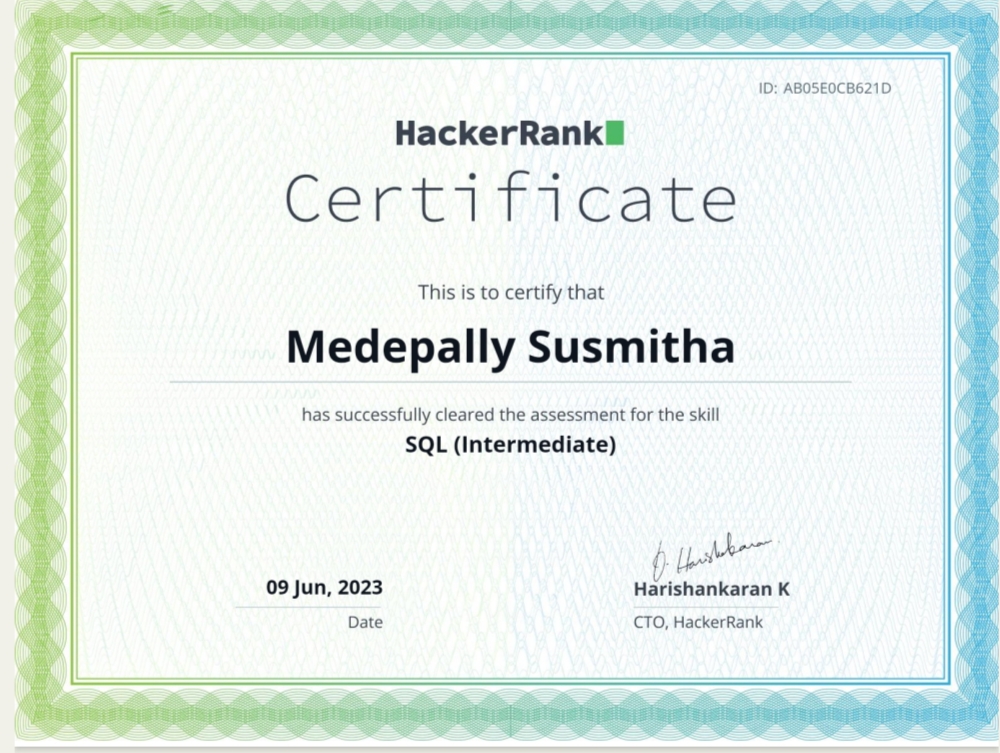 ID: AB05E0CB621D
HackerRank
Certificate
This is to certify that
Medepally Susmitha
has successfully cleared the assessment for the skill
SQL (Intermediate)
09 Jun, 2023
Date
Harishankaran
Harishankaran K
CTO, HackerRank